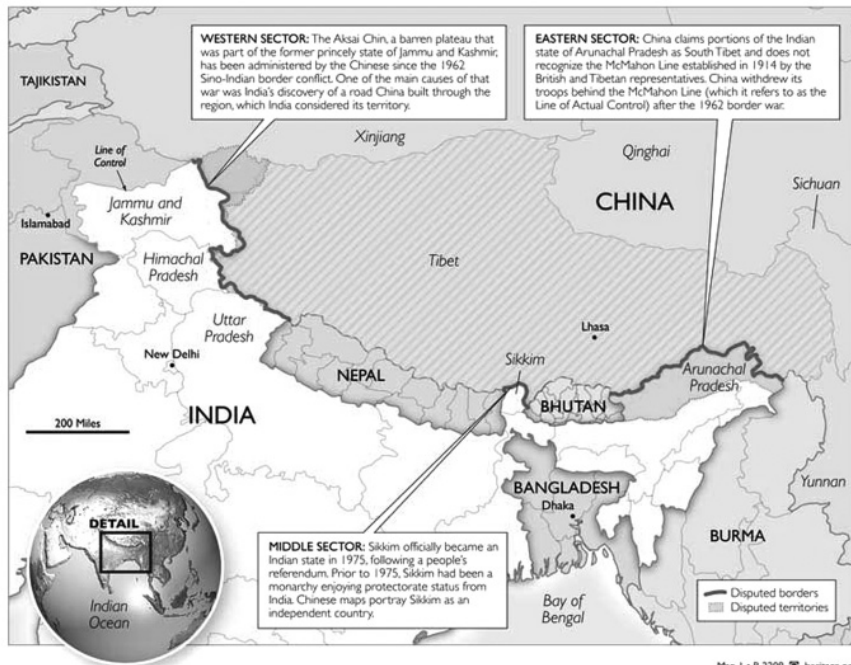 WESTERN SECTOR: The Aksai Chin, a barren plateau that
was part of the former princely state of Jammu and Kashmir,
has been administered by the Chinese since the 1962
Sino-Indian border conflict. One of the main causes of that
war was India's discovery of a road China built through the
region, which India considered its territory.
EASTERN SECTOR: China claims portions of the Indian
state of Arunachal Pradesh as South Tibet and does not
recognize the McMahon Line established in 1914 by the
British and Tibetan representatives. China withdrew its
troops behind the McMahon Line (which it refers to as the
Line of Actual Control) after the 1962 border war.
TAJIKISTAN
Xinjiang
Qinghai
Line of
Control
Sichuan
CHINA
Jammu and
Kashmir
Islamabad
PAKISTAN
Himachal
Pradesh
Tibet
Uttar
Pradesh
Lhasa
New Delhi
Sikkim
NEPAL
Arunachal
Pradesh
BHUTAN
INDIA
200 Miles
Yunnan
BANGLADESH
Dhaka
DETAIL
BURMA
MIDDLE SECTOR: Sikkim officially became an
Indian state in 1975, following a people's
referendum. Prior to 1975, Sikkim had been a
monarchy enjoying protectorate status from
India. Chinese maps portray Sikkim as an
independent country.
Disputed borders
Disputed territories
Indian
Ocean
Bay of
Bengal